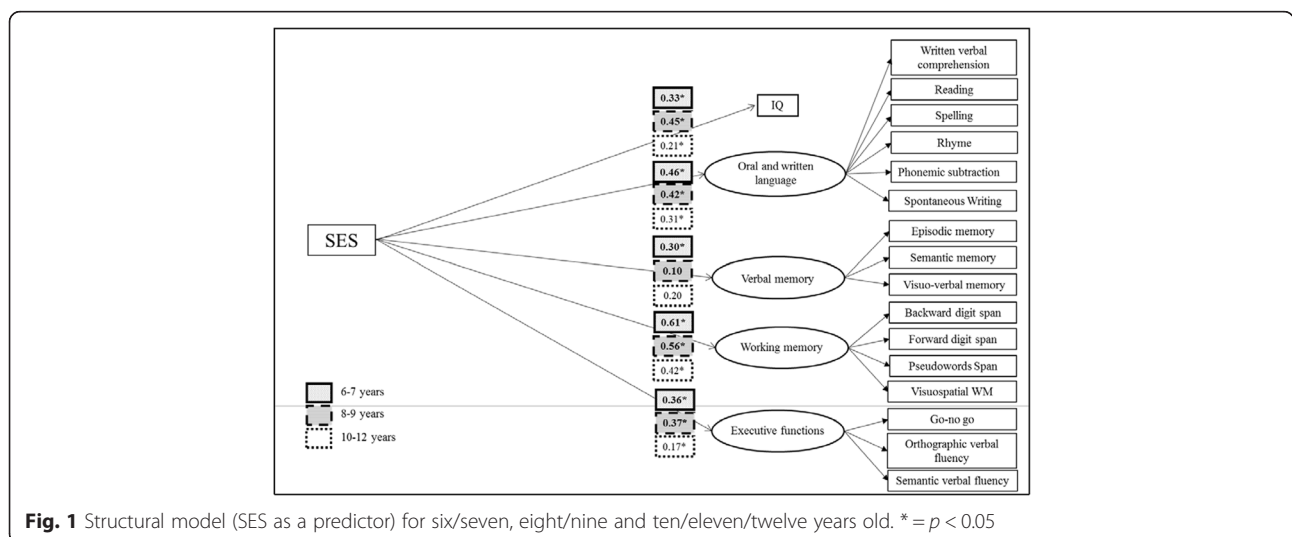 Written verbal
comprehension
0.33*
IQ
Reading
0.45*
Spelling
0.21*
Rhyme
0.46*
Oral and written
language
Phonemic subtraction
0.42*
Spontaneous Writing
0.31*
SES
Episodic memory
0.30*
Semantic memory
0.10
Verbal memory
Visuo-verbal memory
0.20
Backward digit span
0.61*
Forward digit span
0.56*
Working memory
Pseudowords Span
0.42*
Visuospatial WM
6-7 years
0.36*
Go-no go
8-9 years
0.37*
Executive functions
Orthographic verbal
fluency
10-12 years
0.17*
Semantic verbal fluency
Fig. 1 Structural model (SES as a predictor) for six/seven, eight/nine and ten/eleven/twelve years old. * = p < 0.05